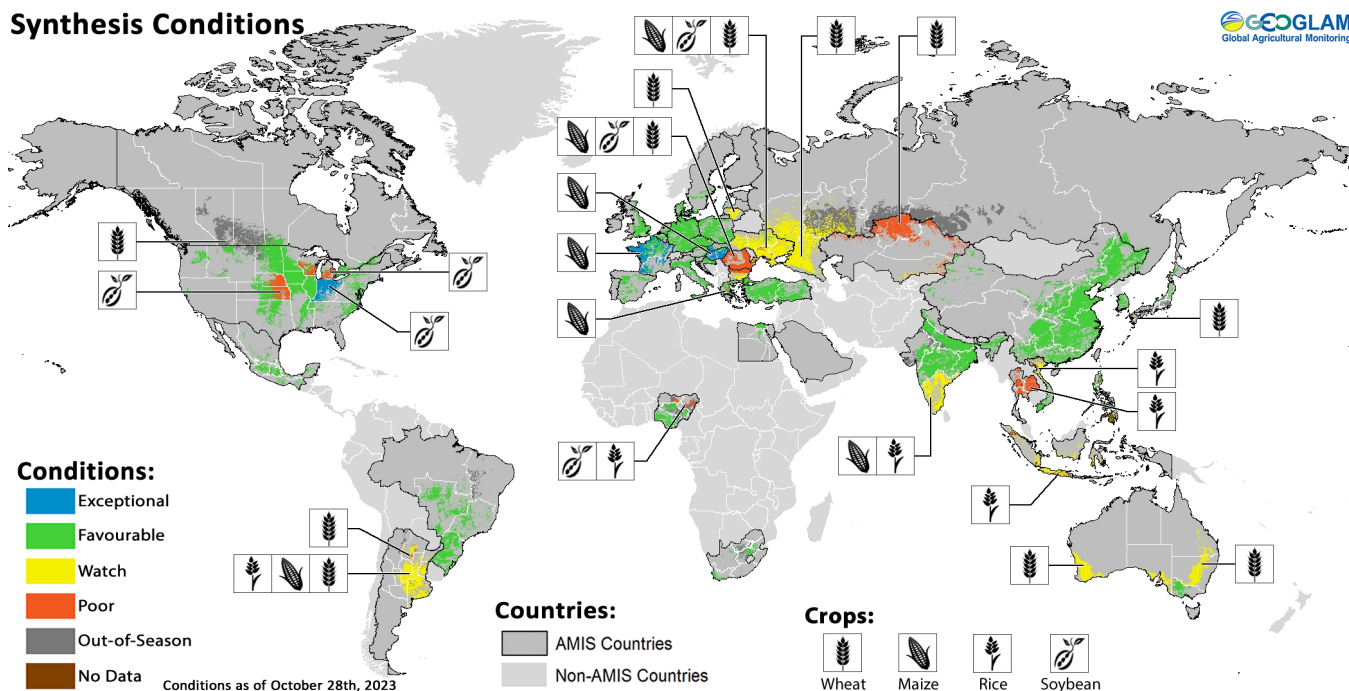 Synthesis Conditions
GEOGLAM
Global Agricultural Monitoring
Conditions:
Exceptional
Favourable
Watch
Poor
Out-of-Season
No Data
Conditions as of October 28th, 2023
Countries:
AMIS Countries
Non-AMIS Countries
Crops:
Wheat
Maize
Rice
Soybean